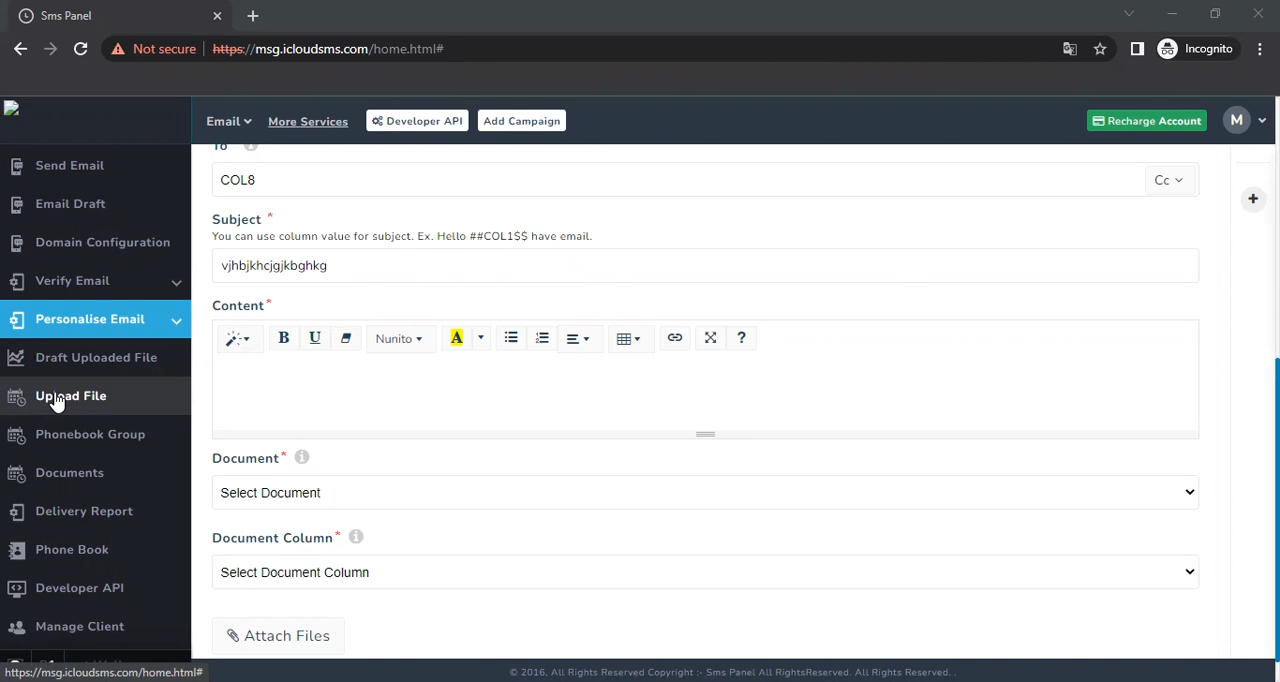 Sms Panel
Not secure https://msg.icloudsms.com/home.html# Incognito
Email More Services Developer API Add Campaign Recharge Account M
Send Email
Email Draft
Domain Configuration
Verify Email
Personalise Email
Draft Uploaded File
Upload File
Phonebook Group
Documents
Delivery Report
Phone Book
Developer API
Manage Client
https://msg.icloudsms.com/home.html#
To
COL8 Cc
Subject *
You can use column value for subject. Ex. Hello ##COL1$$ have email.
vjhbjkhcjgjkbghkg
Content*
B U Nunito A ?
Document*
Select Document
Document Column*
Select Document Column
Attach Files
© 2016, All Rights Reserved Copyright :- Sms Panel All RightsReserved. All Rights Reserved. .